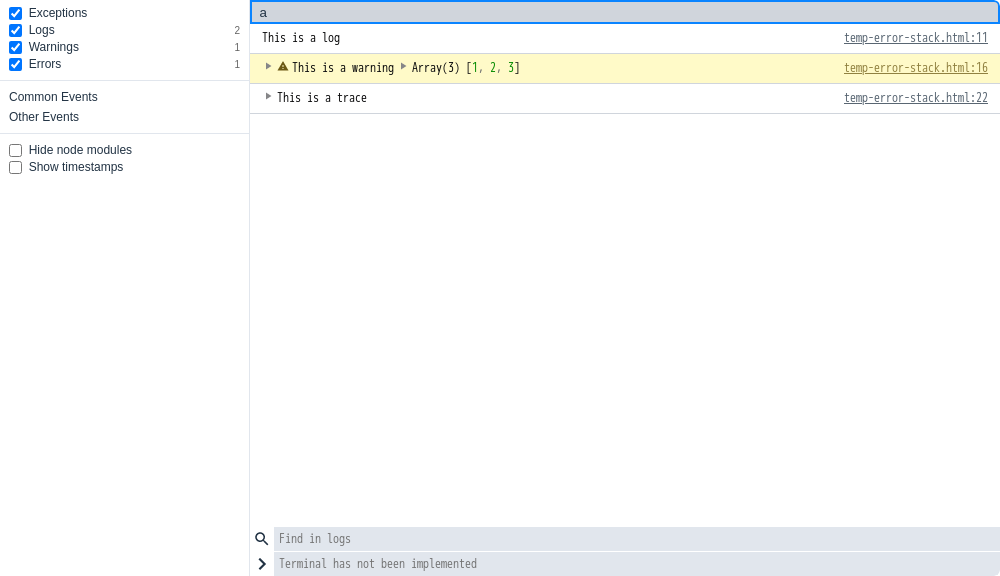 Exceptions
Logs 2
Warnings 1
Errors 1
Common Events
Other Events
Hide node modules
Show timestamps
a
This is a log temp-error-stack.html:11
This is a warning Array(3) [1, 2, 3] temp-error-stack.html:16
This is a trace temp-error-stack.html:22
Find in logs
Terminal has not been implemented